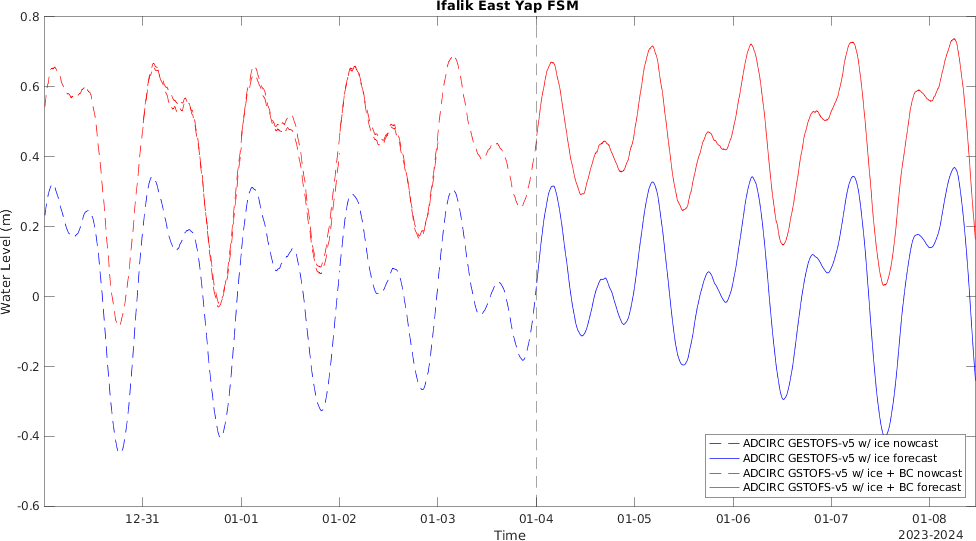 Ifalik East Yap FSM
0.8
0.6
0.4
0.2
0
-0.2
-0.4
-0.6
Water Level (m)
ADCIRC GESTOFS-v5 w/ ice nowcast
ADCIRC GESTOFS-v5 w/ ice forecast
ADCIRC GSTOFS-v5 w/ ice + BC nowcast
ADCIRC GSTOFS-v5 w/ ice + BC forecast
12-31 01-01 01-02 01-03 01-04 01-05 01-06 01-07 01-08
Time
2023-2024